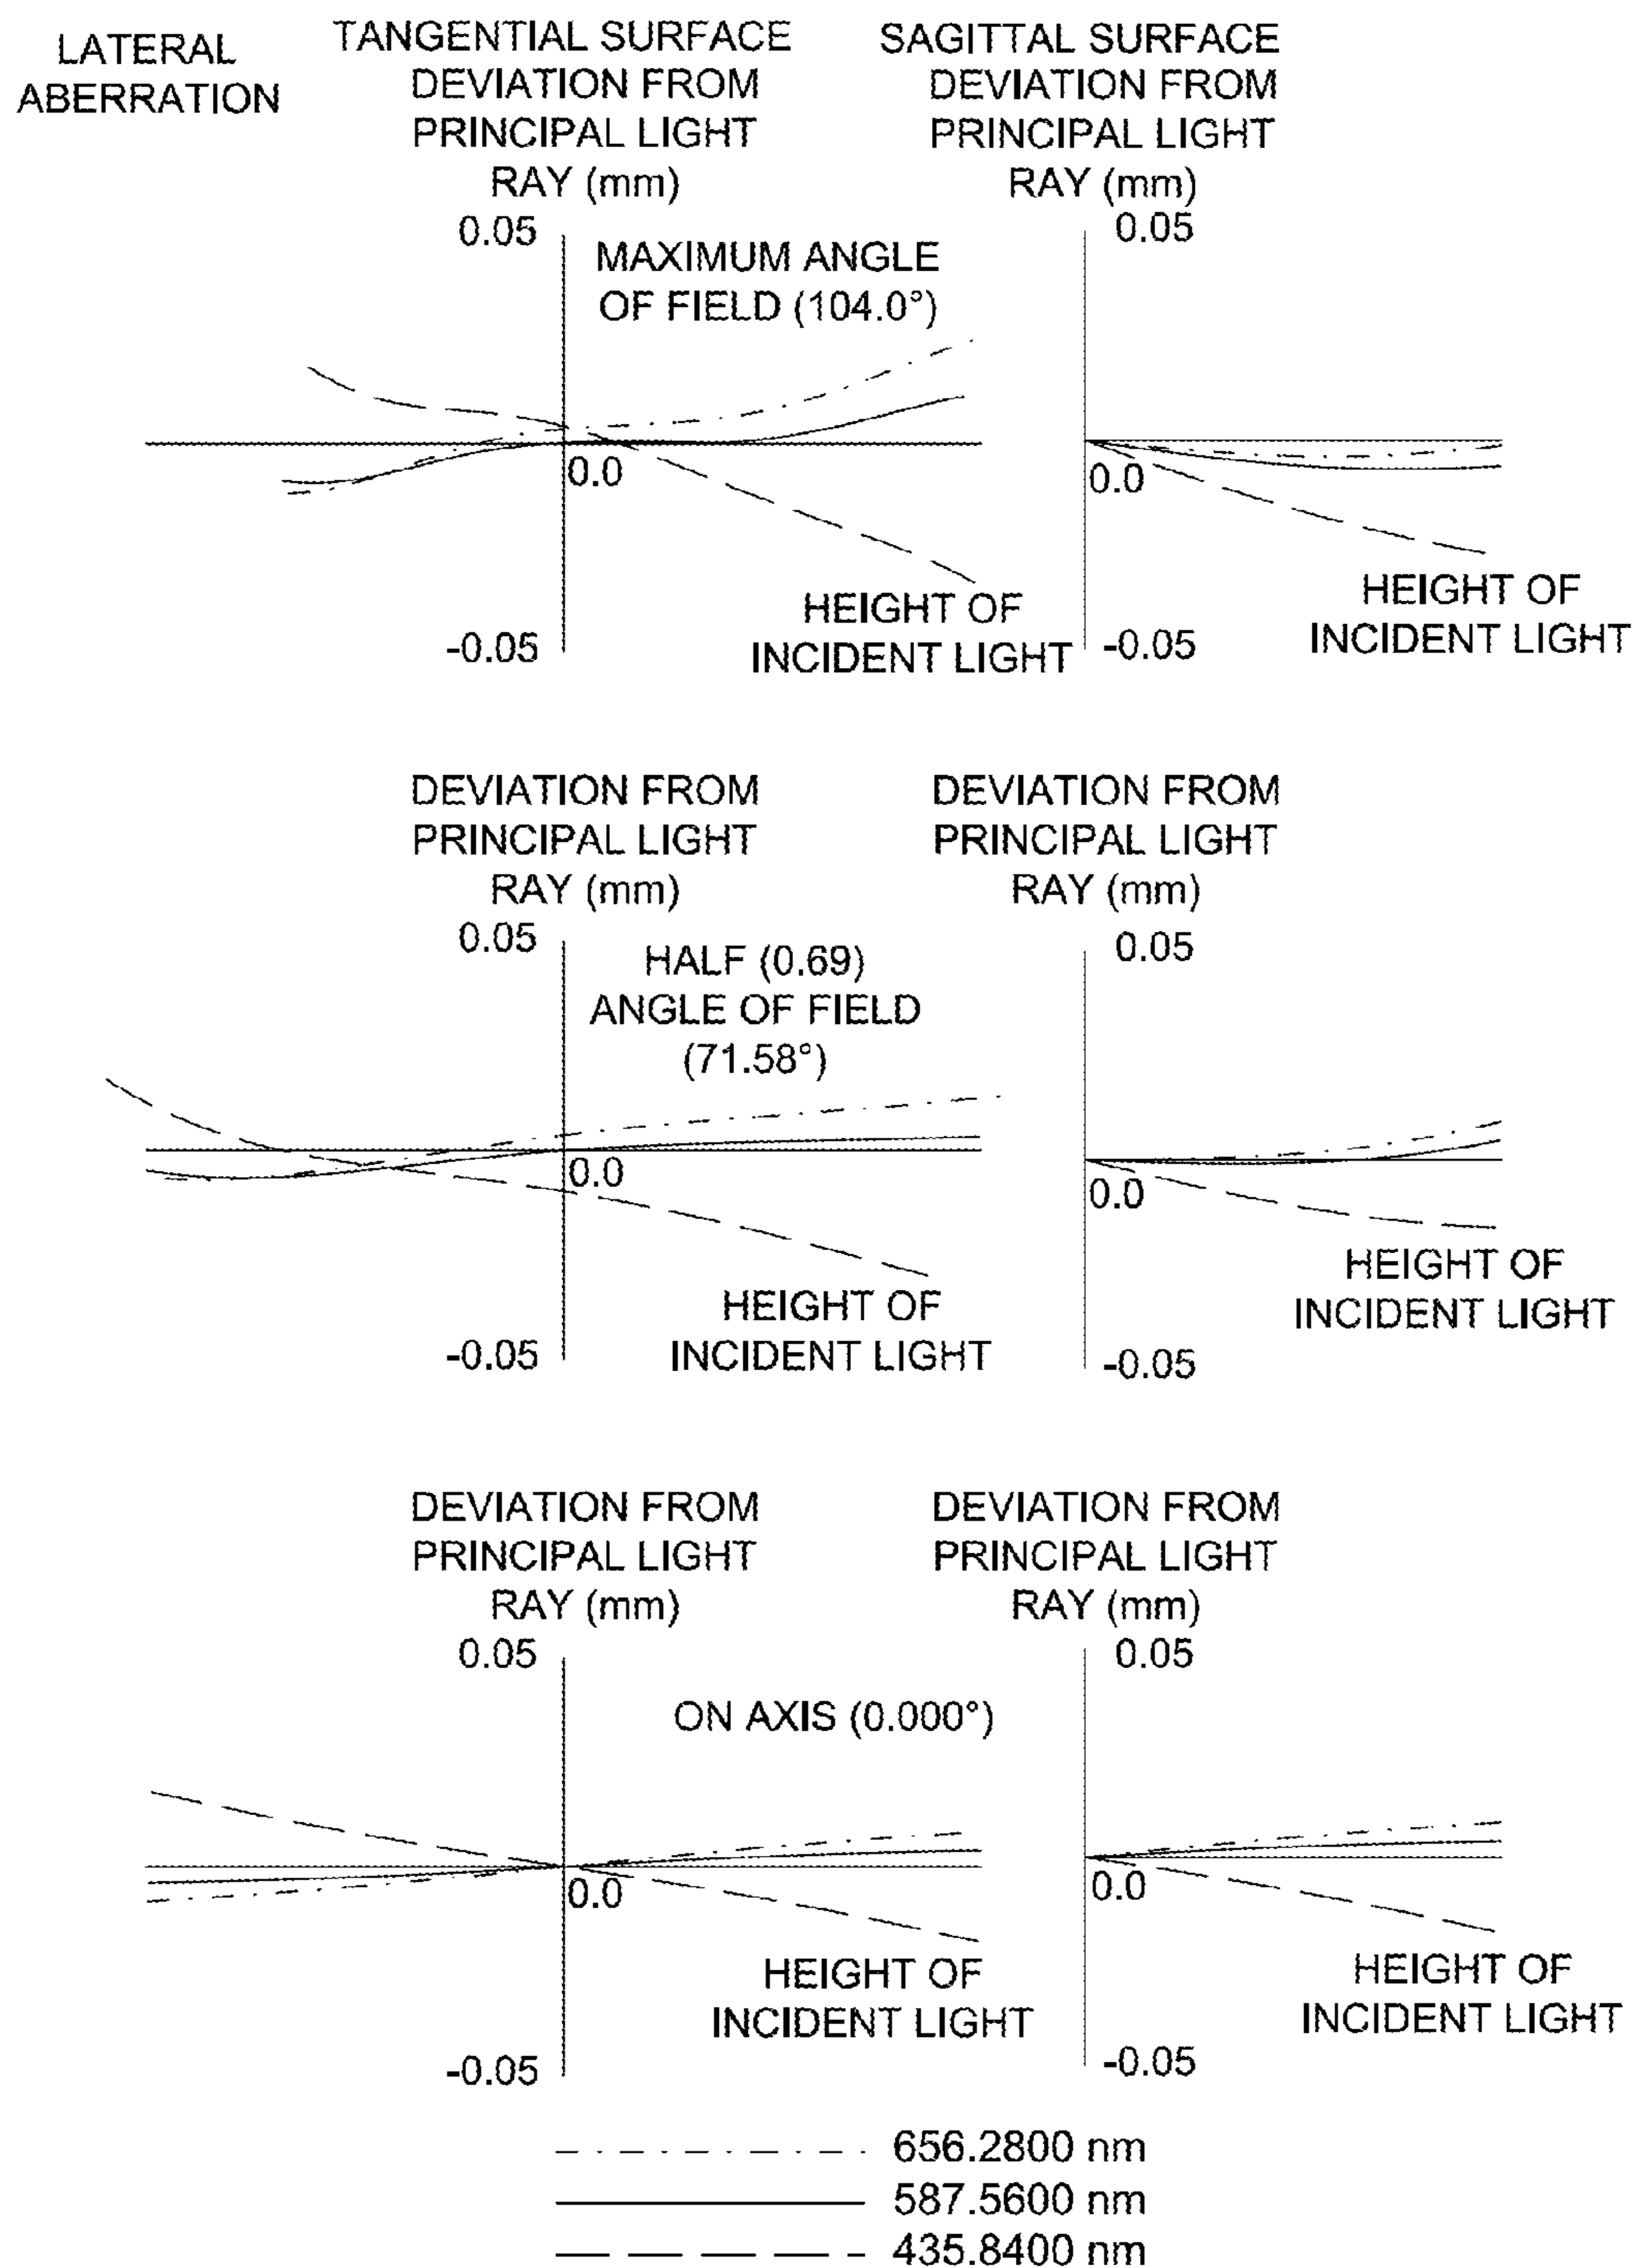 LATERAL
ABERRATION
TANGENTIAL SURFACE
DEVIATION FROM
PRINCIPAL LIGHT
RAY (mm)
0.05
MAXIMUM ANGLE
OF FIELD (104.0°)
0.0
HEIGHT OF
INCIDENT LIGHT
-0.05
SAGITTAL SURFACE
DEVIATION FROM
PRINCIPAL LIGHT
RAY (mm)
0.05
0.0
HEIGHT OF
INCIDENT LIGHT
-0.05
DEVIATION FROM
PRINCIPAL LIGHT
RAY (mm)
0.05
HALF (0.69)
ANGLE OF FIELD
(71.58°)
0.0
HEIGHT OF
INCIDENT LIGHT
-0.05
DEVIATION FROM
PRINCIPAL LIGHT
RAY (mm)
0.05
0.0
HEIGHT OF
INCIDENT LIGHT
-0.05
DEVIATION FROM
PRINCIPAL LIGHT
RAY (mm)
0.05
ON AXIS (0.000°)
0.0
HEIGHT OF
INCIDENT LIGHT
-0.05
DEVIATION FROM
PRINCIPAL LIGHT
RAY (mm)
0.05
0.0
HEIGHT OF
INCIDENT LIGHT
-0.05
656.2800 nm
587.5600 nm
435.8400 nm